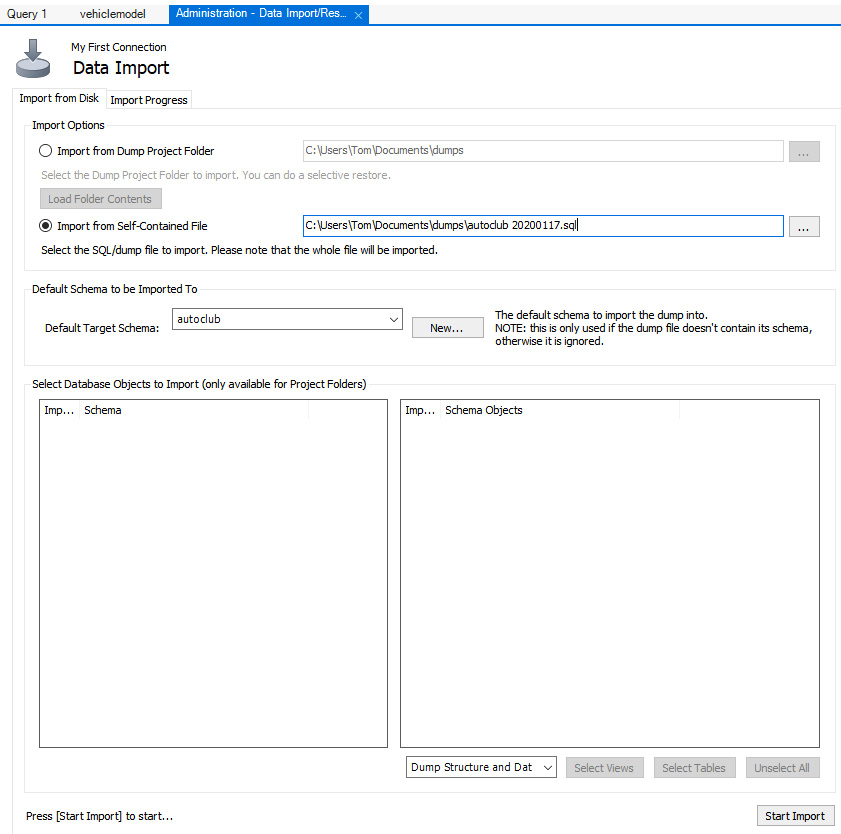 Query 1 vehiclemodel Administration - Data Import/Res...
My First Connection
Data Import
Import from Disk Import Progress
Import Options
Import from Dump Project Folder C:\Users\Tom\Documents\dumps ...
Select the Dump Project Folder to import. You can do a selective restore.
Load Folder Contents
Import from Self-Contained File C:\Users\Tom\Documents\dumps\autoclub 20200117.sql ...
Select the SQL/dump file to import. Please note that the whole file will be imported.
Default Schema to be Imported To
Default Target Schema: autoclub New...
The default schema to import the dump into.
NOTE: this is only used if the dump file doesn't contain its schema,
otherwise it is ignored.
Select Database Objects to Import (only available for Project Folders)
Imp... Schema Imp... Schema Objects
Dump Structure and Dat Select Views Select Tables Unselect All
Press [Start Import] to start... Start Import